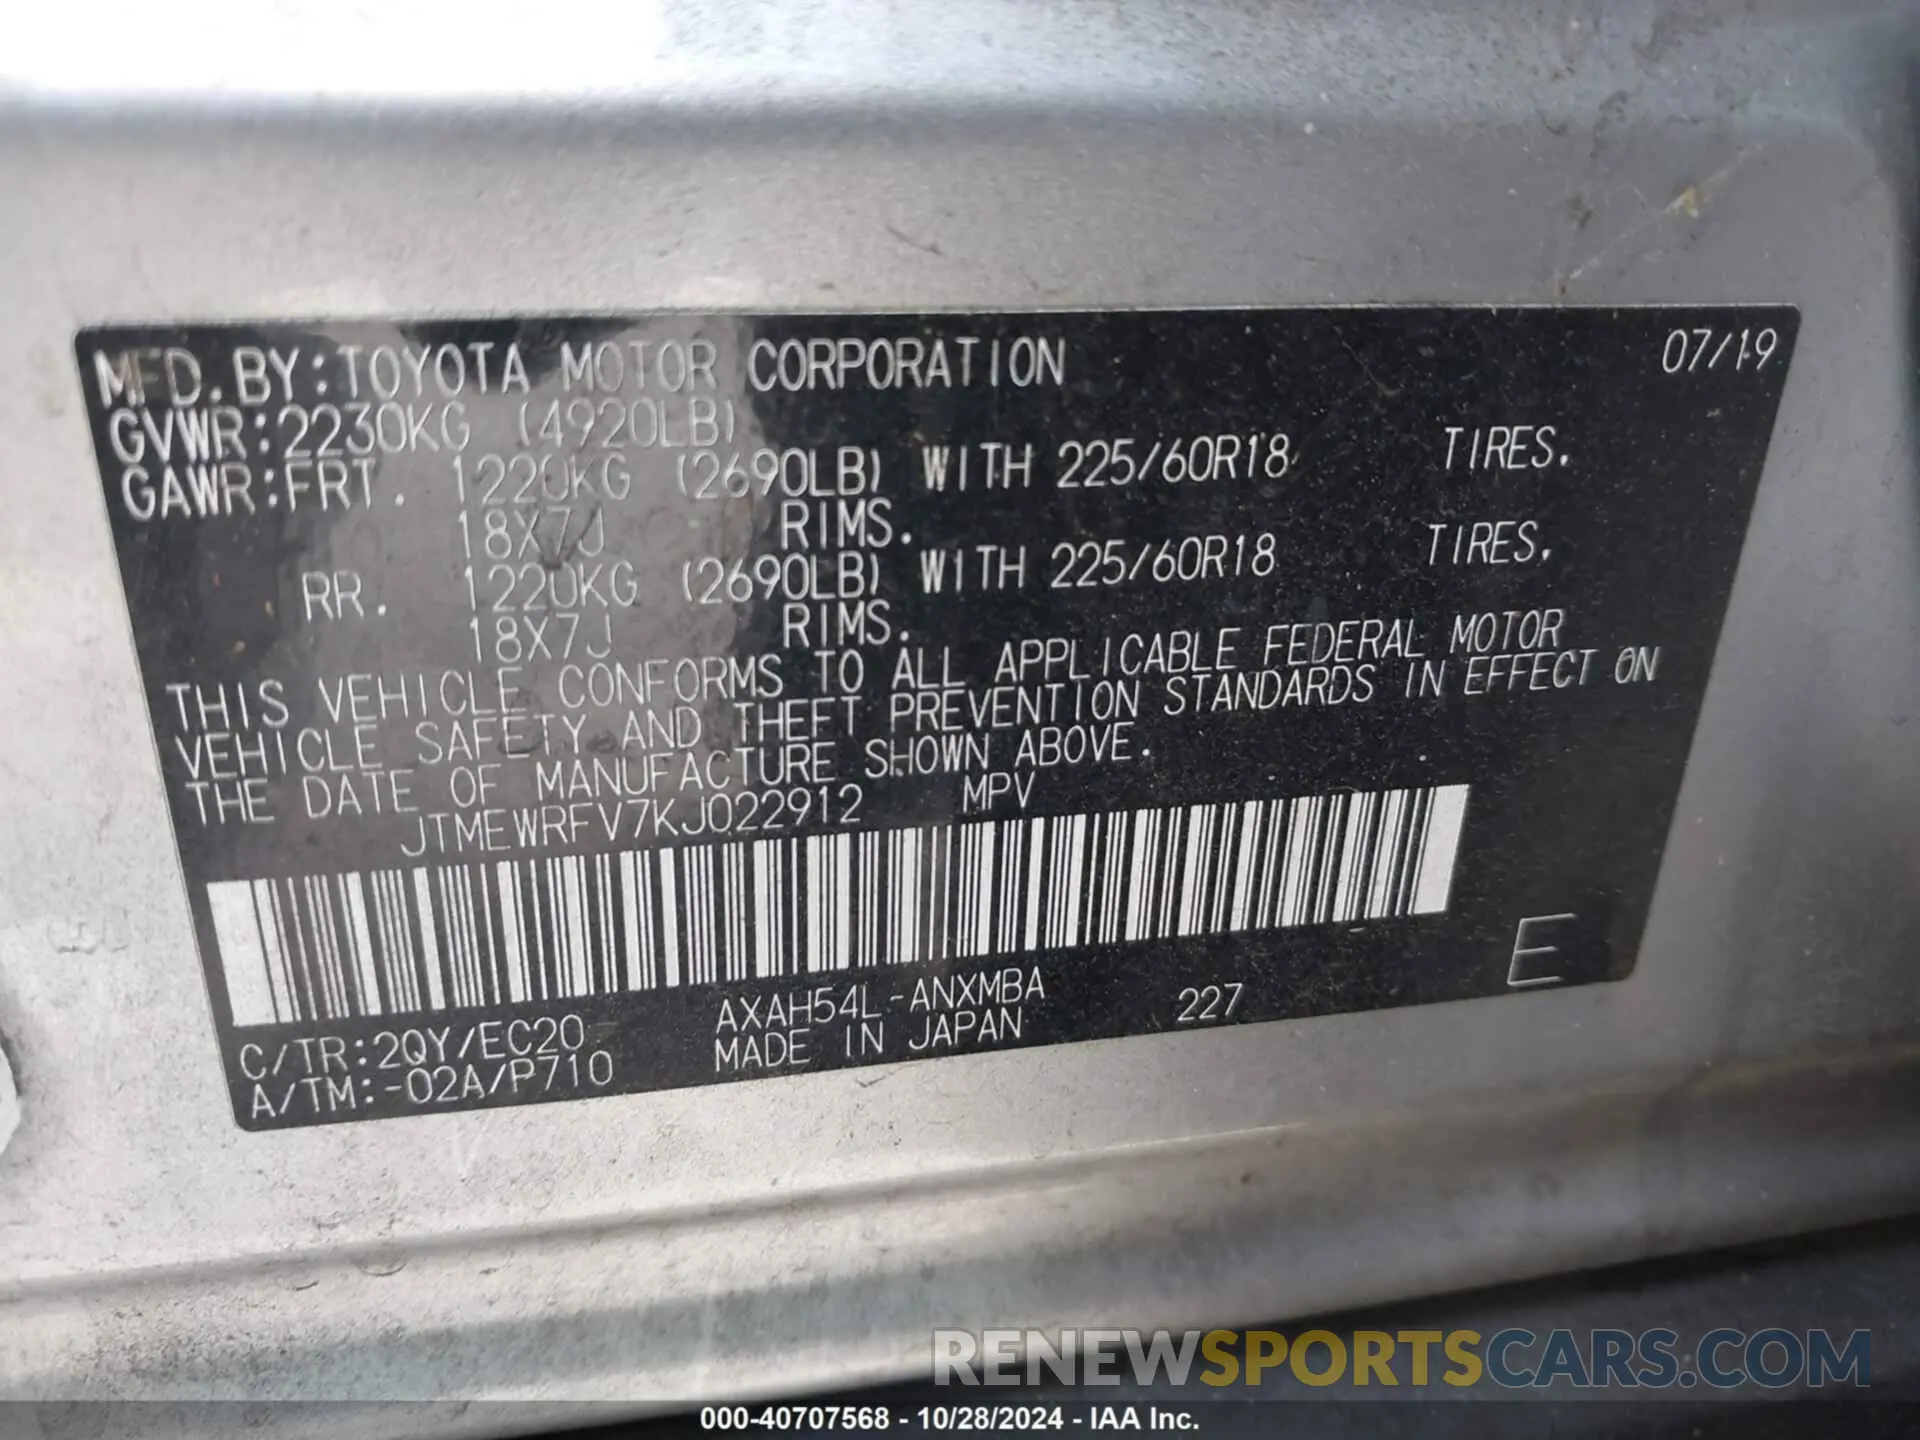 MFD.BY:TOYOTA MOTOR CORPORATION 07/19
GVWR:2230KG (4920LB)
GAWR:FRT. 1220KG (2690LB) WITH 225/60R18 TIRES.
18X7J RIMS.
RR. 1220KG (2690LB) WITH 225/60R18 TIRES.
18X7J RIMS.
THIS VEHICLE CONFORMS TO ALL APPLICABLE FEDERAL MOTOR
VEHICLE SAFETY AND THEFT PREVENTION STANDARDS IN EFFECT ON
THE DATE OF MANUFACTURE SHOWN ABOVE.
JTMEWRFV7KJ022912 MPV
E
C/TR:2QY/EC20 AXAH54L-ANXMBA 227
A/TM:-02A/P710 MADE IN JAPAN
RENEWSPORTSCARS.COM
000-40707568 - 10/28/2024 - IAA Inc.